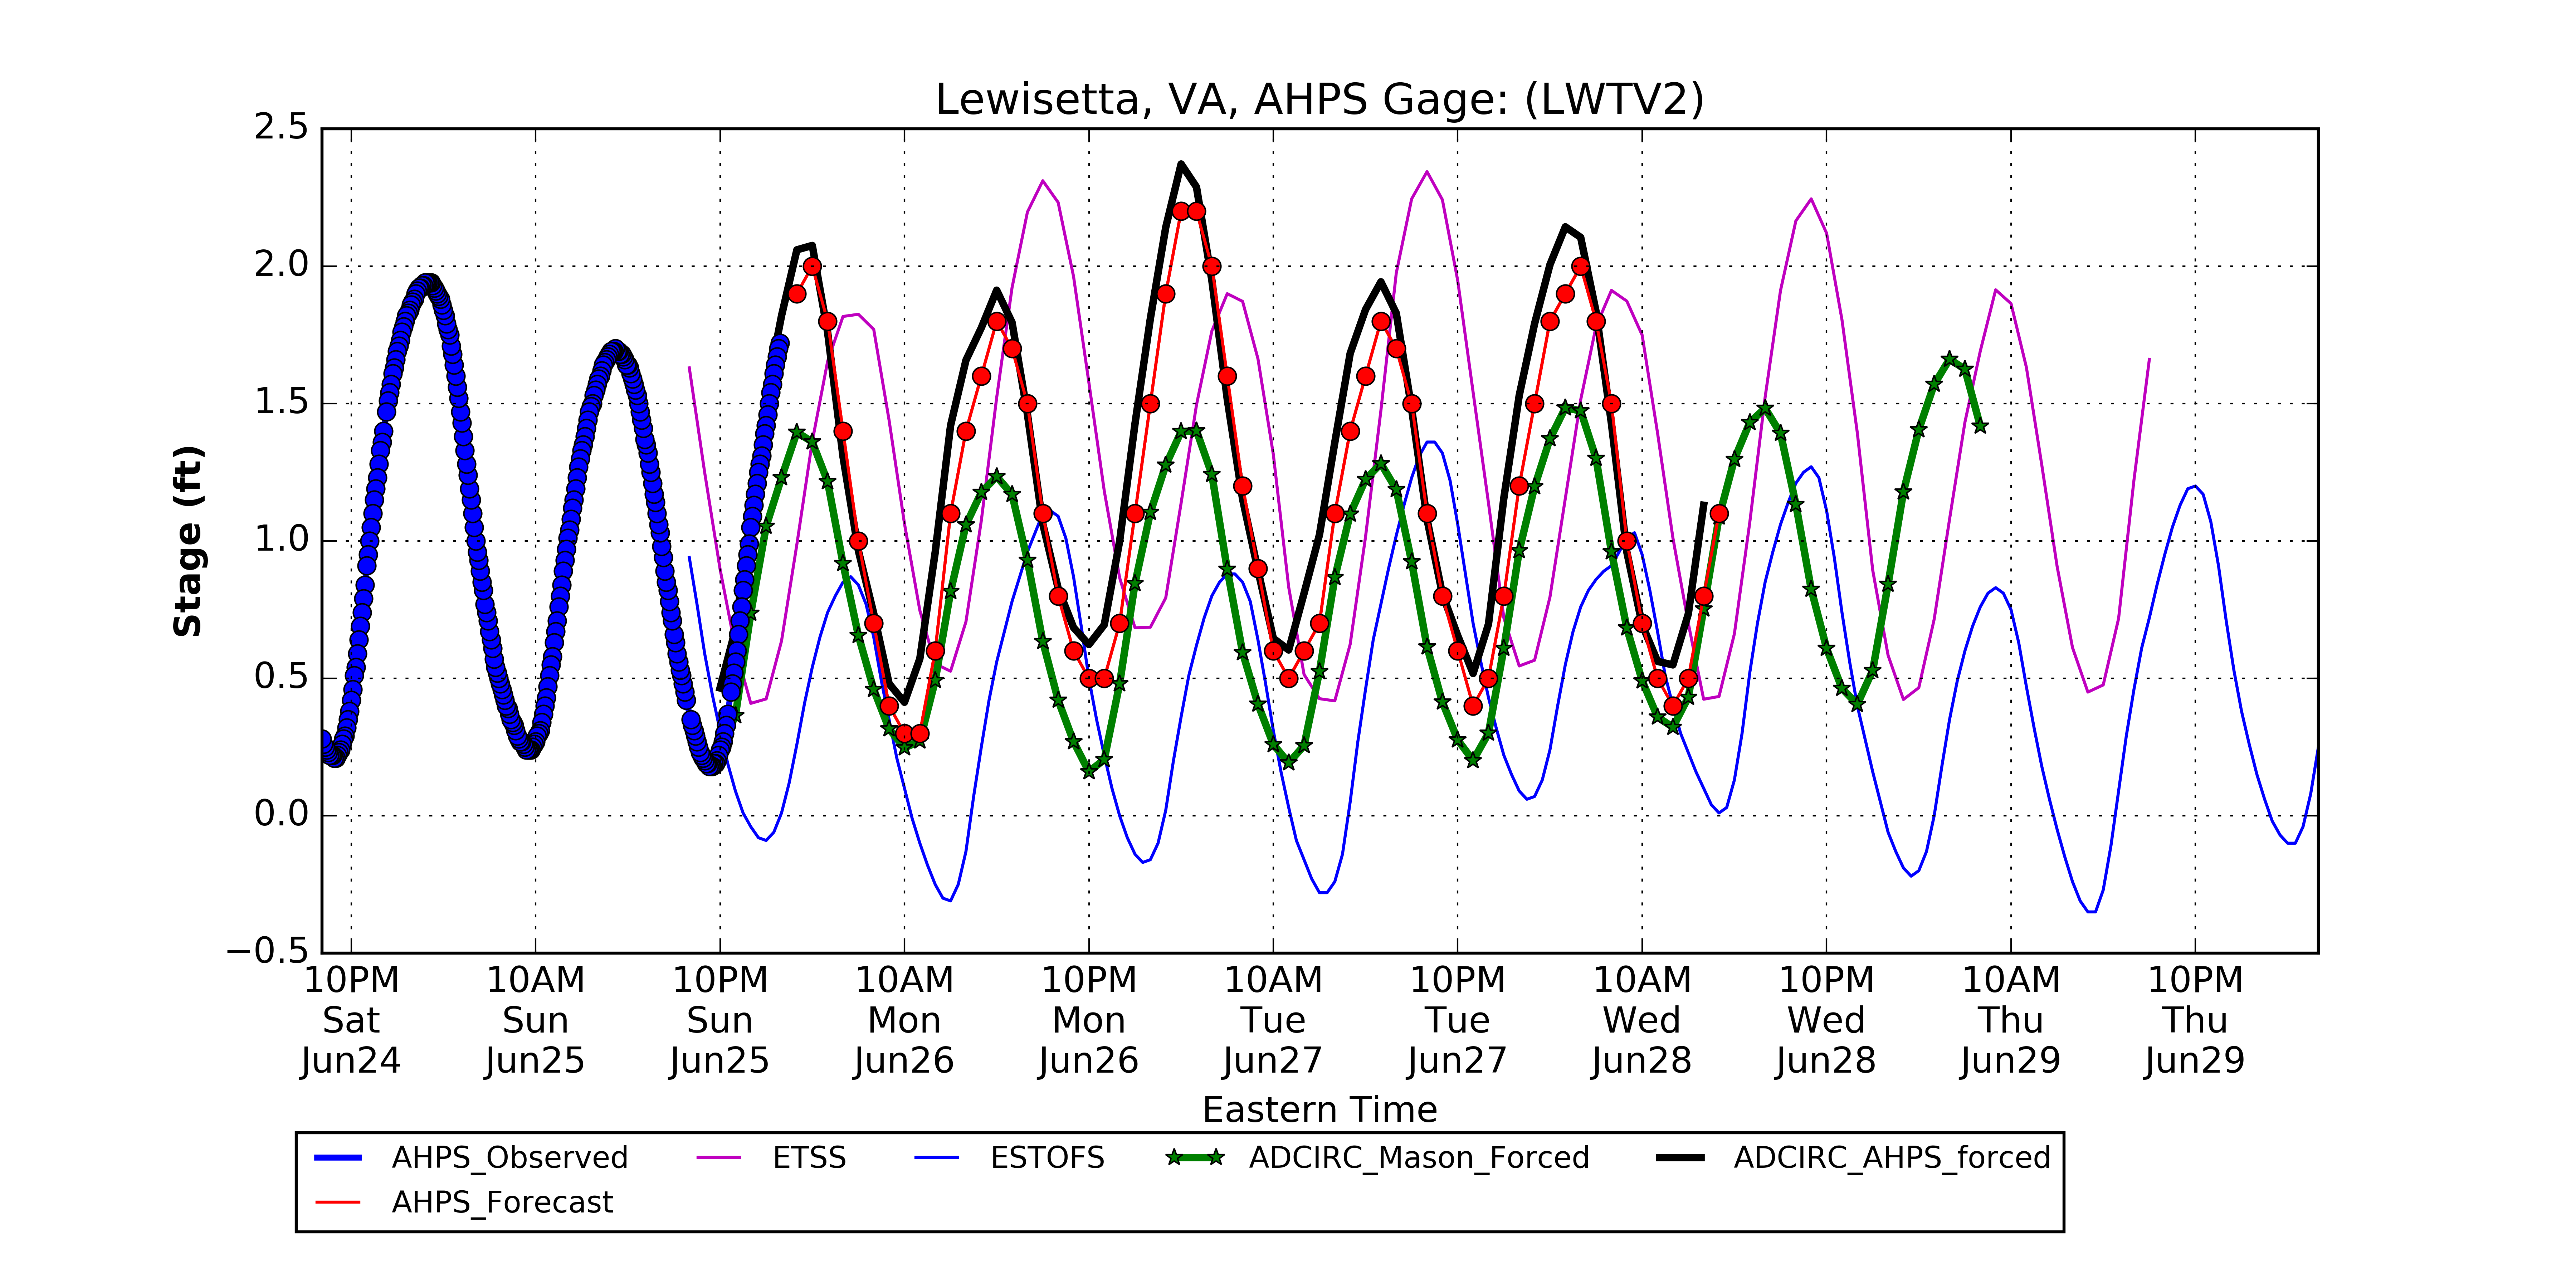 Lewisetta, VA, AHPS Gage: (LWTV2)
2.5
2.0
1.5
1.0
0.5
0.0
−0.5
Stage (ft)
10PM 10AM 10PM 10AM 10PM 10AM 10PM 10AM 10PM 10AM 10PM
Sat Sun Sun Mon Mon Tue Tue Wed Wed Thu Thu
Jun24 Jun25 Jun25 Jun26 Jun26 Jun27 Jun27 Jun28 Jun28 Jun29 Jun29
Eastern Time
AHPS_Observed ETSS ESTOFS ADCIRC_Mason_Forced ADCIRC_AHPS_forced
AHPS_Forecast